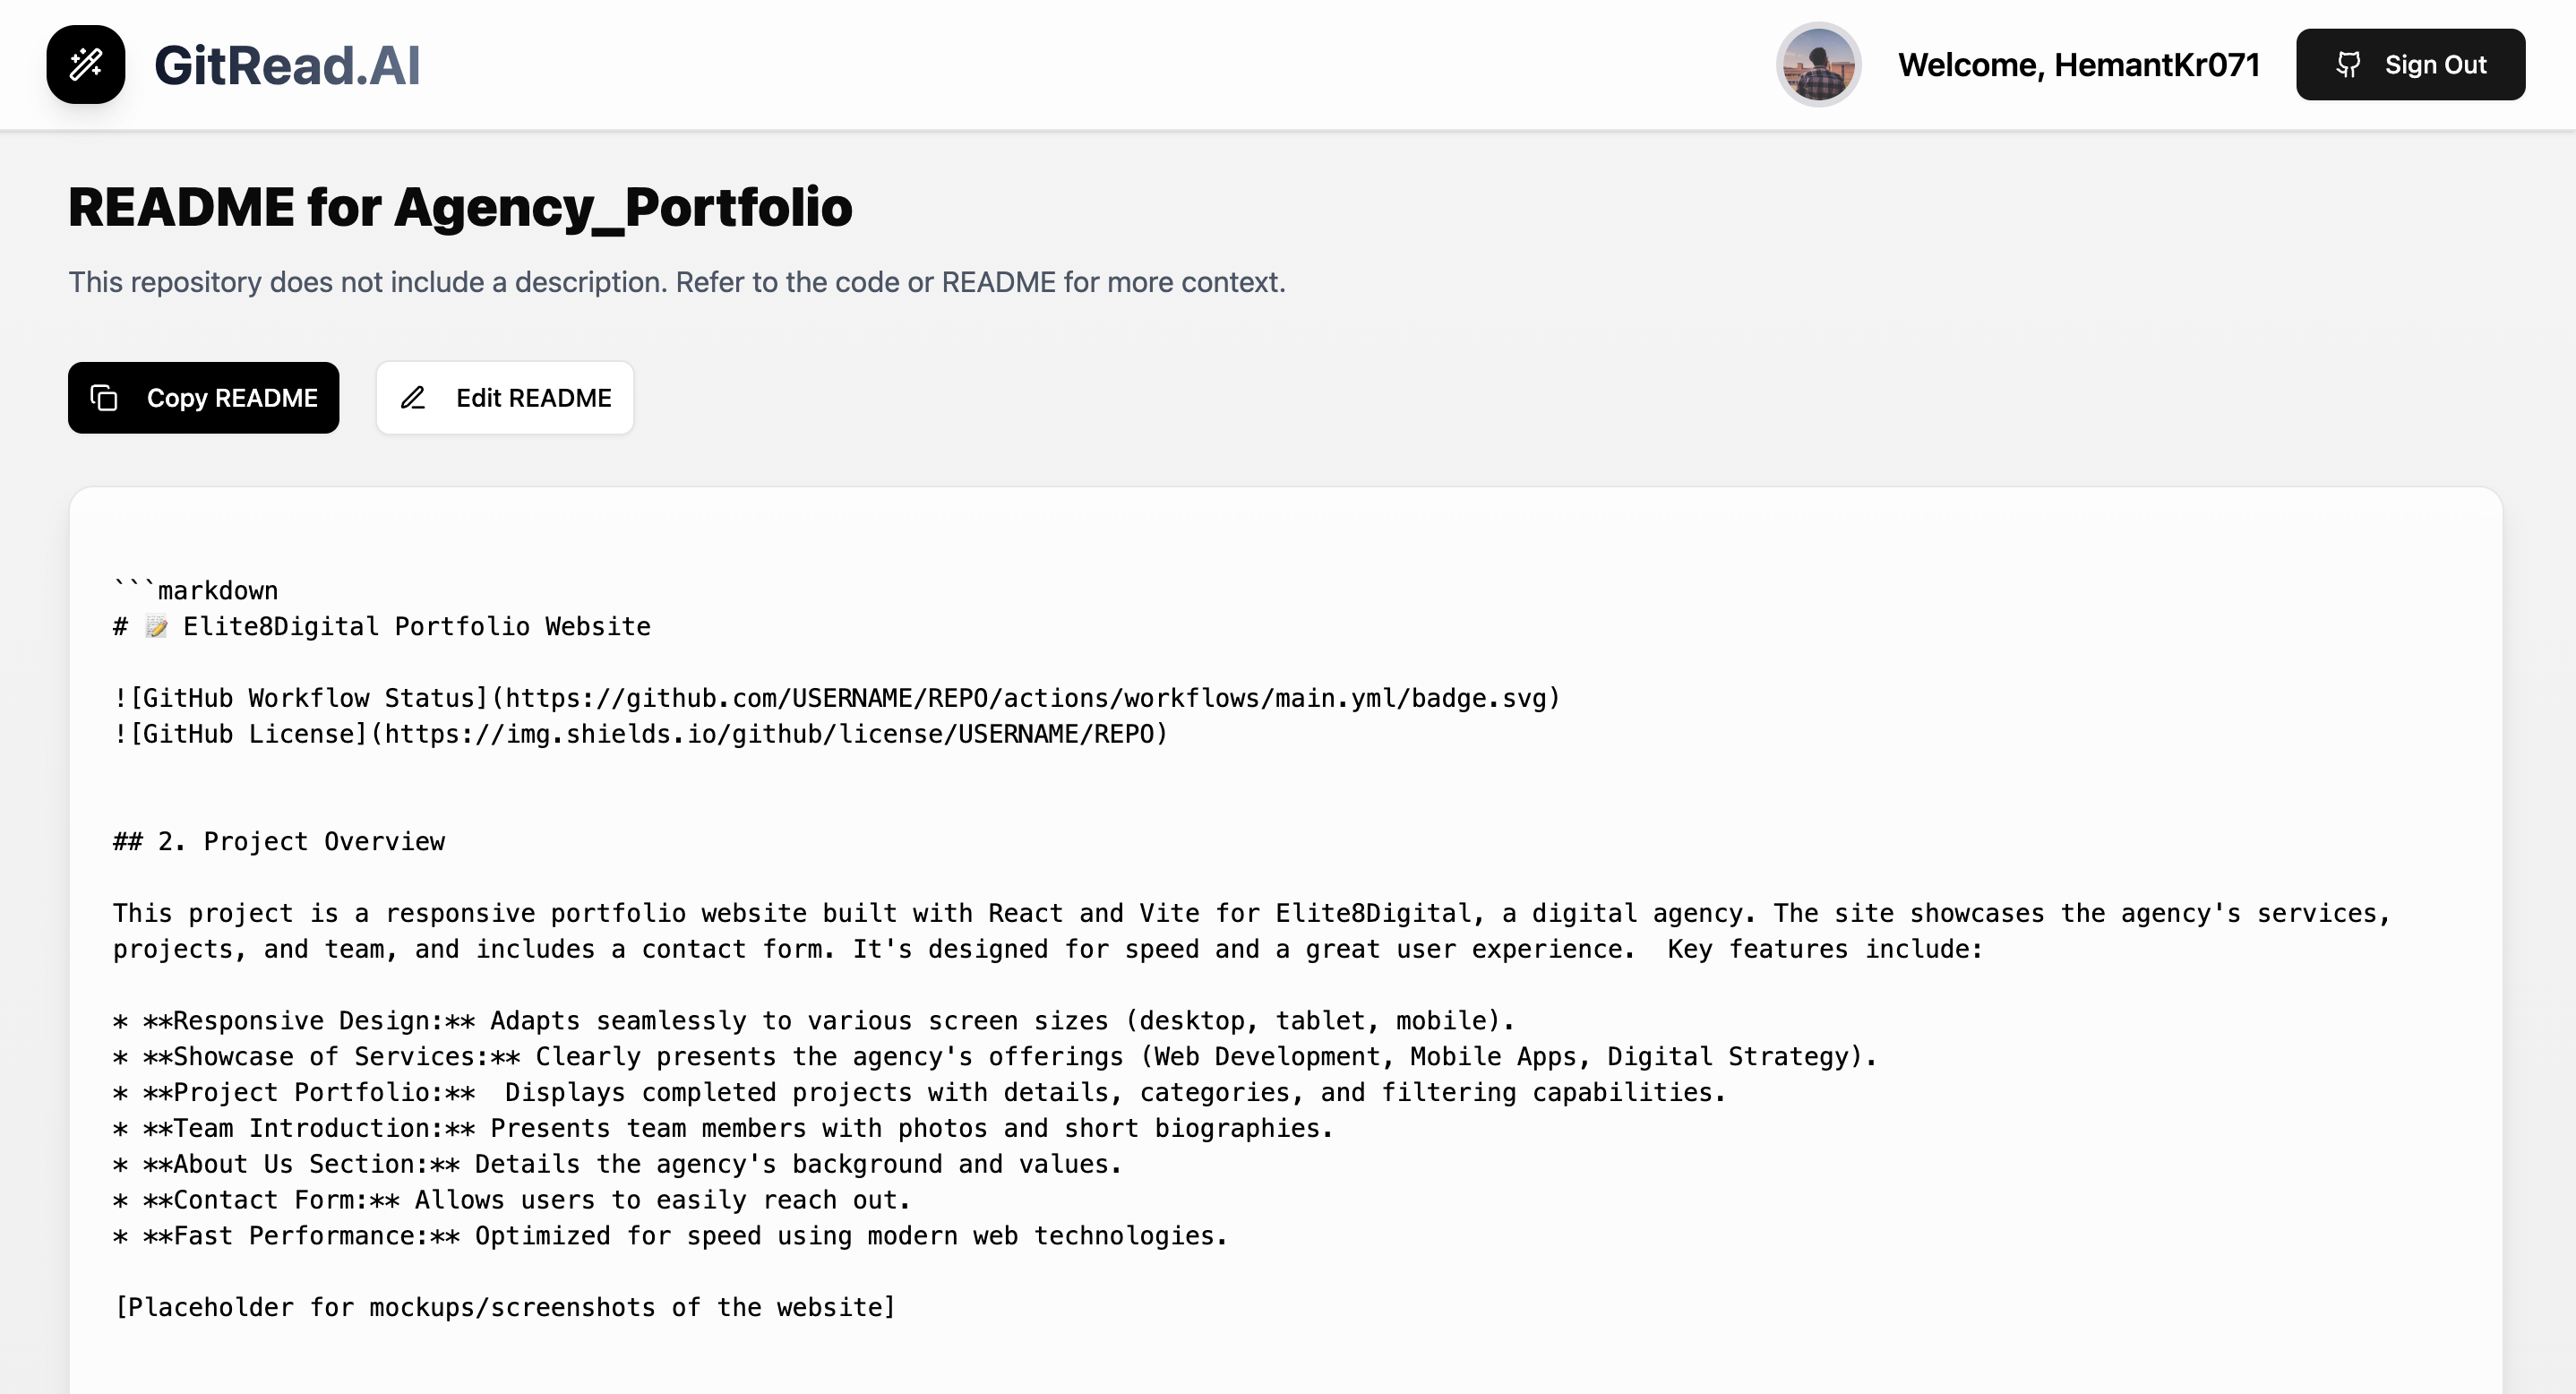 GitRead.AI
Welcome, HemantKr071
Sign Out
README for Agency_Portfolio
This repository does not include a description. Refer to the code or README for more context.
Copy README
Edit README
```markdown
# 📝 Elite8Digital Portfolio Website
![GitHub Workflow Status](https://github.com/USERNAME/REPO/actions/workflows/main.yml/badge.svg)
![GitHub License](https://img.shields.io/github/license/USERNAME/REPO)
## 2. Project Overview
This project is a responsive portfolio website built with React and Vite for Elite8Digital, a digital agency. The site showcases the agency's services,
projects, and team, and includes a contact form. It's designed for speed and a great user experience.  Key features include:
* **Responsive Design:** Adapts seamlessly to various screen sizes (desktop, tablet, mobile).
* **Showcase of Services:** Clearly presents the agency's offerings (Web Development, Mobile Apps, Digital Strategy).
* **Project Portfolio:**  Displays completed projects with details, categories, and filtering capabilities.
* **Team Introduction:** Presents team members with photos and short biographies.
* **About Us Section:** Details the agency's background and values.
* **Contact Form:** Allows users to easily reach out.
* **Fast Performance:** Optimized for speed using modern web technologies.
[Placeholder for mockups/screenshots of the website]